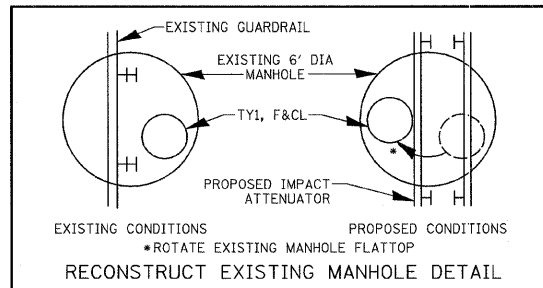 EXISTING GUARDRAIL
EXISTING 6' DIA
MANHOLE
TY1, F&CL
*
PROPOSED IMPACT
ATTENUATOR
EXISTING CONDITIONS
PROPOSED CONDITIONS
*ROTATE EXISTING MANHOLE FLATTOP
RECONSTRUCT EXISTING MANHOLE DETAIL